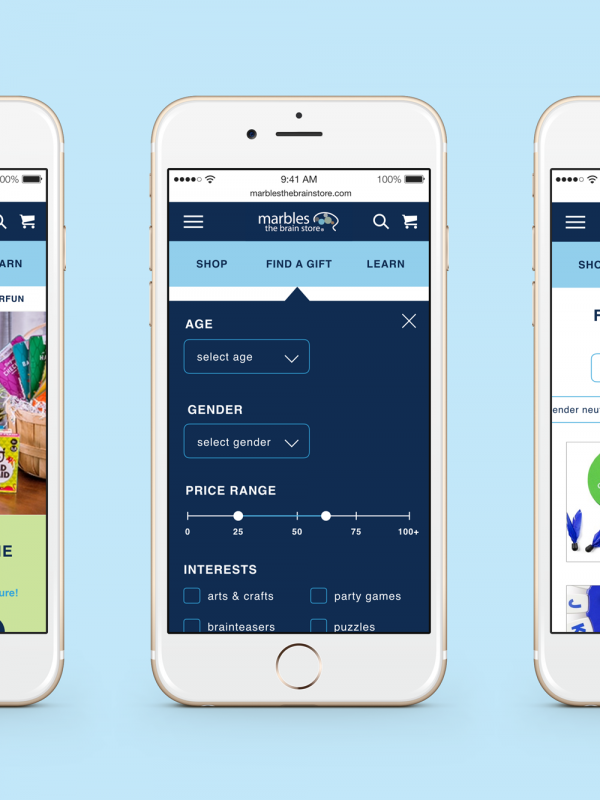 00%
ARN
RFUN
ure!
9:41 AM
100%
marblesthebrainstore.com
marbles
the brain store®
SHOP
FIND A GIFT
LEARN
AGE
select age
GENDER
select gender
PRICE RANGE
0
25
50
75
100+
INTERESTS
arts & crafts
party games
brainteasers
puzzles
SHO
F
ender neu
J
K